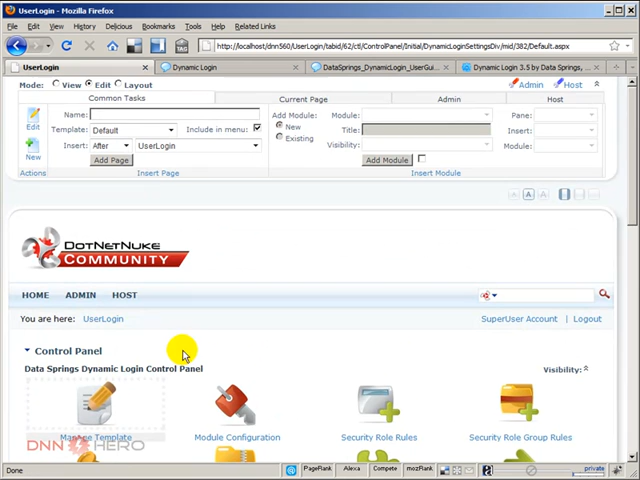 UserLogin - Mozilla Firefox
File Edit View History Delicious Bookmarks Tools Help Related Links
TAG http://localhost/dnn560/UserLogin/tabid/62/ctl/ControlPanel/Initial/DynamicLoginSettingsDiv/mid/382/Default.aspx
UserLogin Dynamic Login DataSprings_DynamicLogin_UserGui... Dynamic Login 3.5 by Data Springs, ...
Mode: View Edit Layout Admin Host
Common Tasks Current Page Admin Host
Edit Name: Add Module: Module: Pane:
Template: Default Include in menu: New Title: Insert:
Insert: After UserLogin Existing Visibility: Module:
New Add Page Add Module
Actions Insert Page Insert Module
A A
DOTNETNUKE
COMMUNITY
HOME ADMIN HOST
You are here: UserLogin SuperUser Account | Logout
Control Panel
Data Springs Dynamic Login Control Panel Visibility:
Manage Template Module Configuration Security Role Rules Security Role Group Rules
DNN HERO
Done PageRank Alexa Compete mozRank private